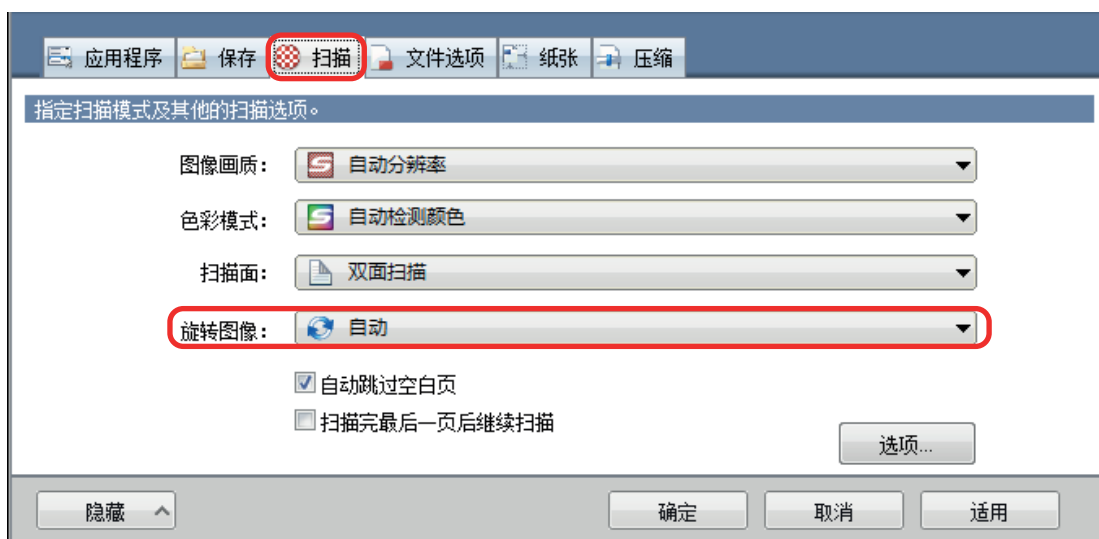 应用程序 保存 扫描 文件选项 纸张 压缩
指定扫描模式及其他的扫描选项。
图像画质: 自动分辨率
色彩模式: 自动检测颜色
扫描面: 双面扫描
旋转图像: 自动
自动跳过空白页
扫描完最后一页后继续扫描
选项...
隐藏 确定 取消 适用